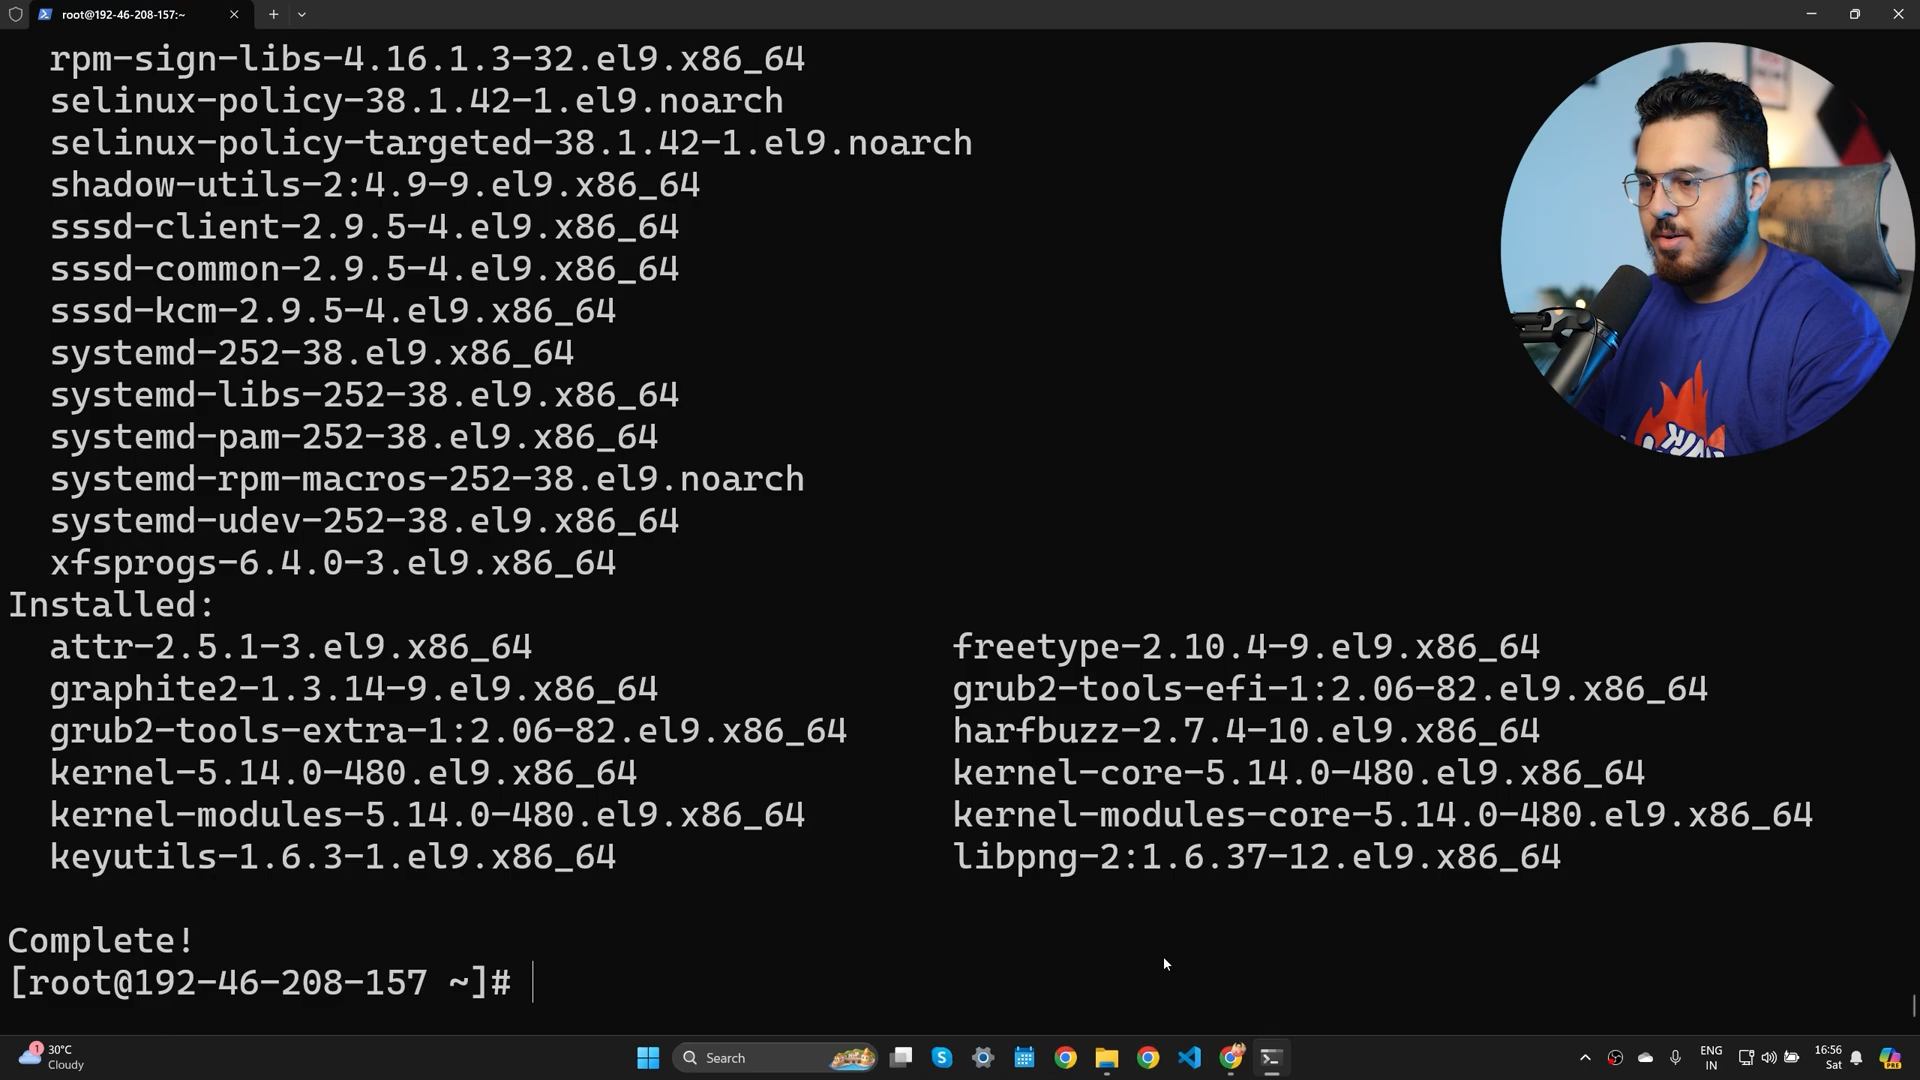 root@192-46-208-157:~
rpm-sign-libs-4.16.1.3-32.el9.x86_64
selinux-policy-38.1.42-1.el9.noarch
selinux-policy-targeted-38.1.42-1.el9.noarch
shadow-utils-2:4.9-9.el9.x86_64
sssd-client-2.9.5-4.el9.x86_64
sssd-common-2.9.5-4.el9.x86_64
sssd-kcm-2.9.5-4.el9.x86_64
systemd-252-38.el9.x86_64
systemd-libs-252-38.el9.x86_64
systemd-pam-252-38.el9.x86_64
systemd-rpm-macros-252-38.el9.noarch
systemd-udev-252-38.el9.x86_64
xfsprogs-6.4.0-3.el9.x86_64
Installed:
attr-2.5.1-3.el9.x86_64 freetype-2.10.4-9.el9.x86_64
graphite2-1.3.14-9.el9.x86_64 grub2-tools-efi-1:2.06-82.el9.x86_64
grub2-tools-extra-1:2.06-82.el9.x86_64 harfbuzz-2.7.4-10.el9.x86_64
kernel-5.14.0-480.el9.x86_64 kernel-core-5.14.0-480.el9.x86_64
kernel-modules-5.14.0-480.el9.x86_64 kernel-modules-core-5.14.0-480.el9.x86_64
keyutils-1.6.3-1.el9.x86_64 libpng-2:1.6.37-12.el9.x86_64
Complete!
[root@192-46-208-157 ~]#
1
30°C
Cloudy
Search
ENG
IN
16:56
Sat
PRE